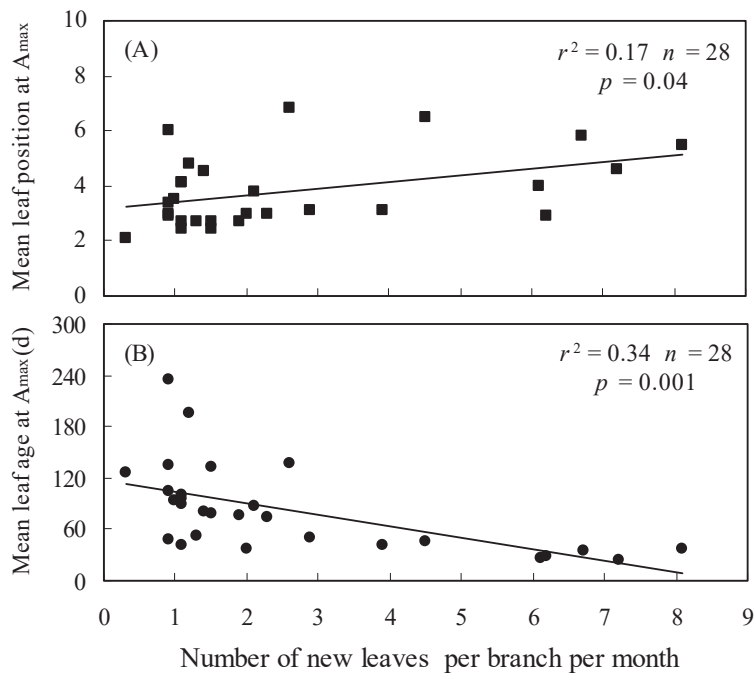 (A)
r² = 0.17 n = 28
p = 0.04
Mean leaf position at Amax
10
8
6
4
2
0
(B)
r² = 0.34 n = 28
p = 0.001
Mean leaf age at Amax (d)
300
240
180
120
60
0
0 1 2 3 4 5 6 7 8 9
Number of new leaves per branch per month